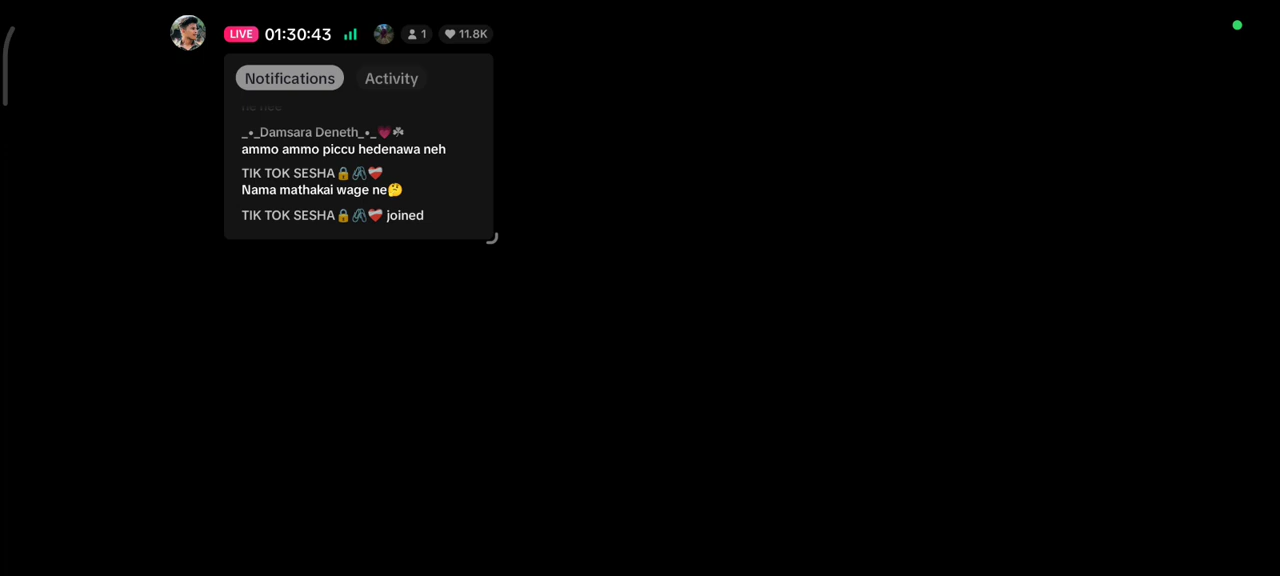 LIVE 01:30:43 1 11.8K
Notifications Activity
_•_Damsara Deneth_•_💗☘
ammo ammo piccu hedenawa neh
TIK TOK SESHA🔒🖇️❤️‍🩹
Nama mathakai wage ne🤔
TIK TOK SESHA🔒🖇️❤️‍🩹 joined